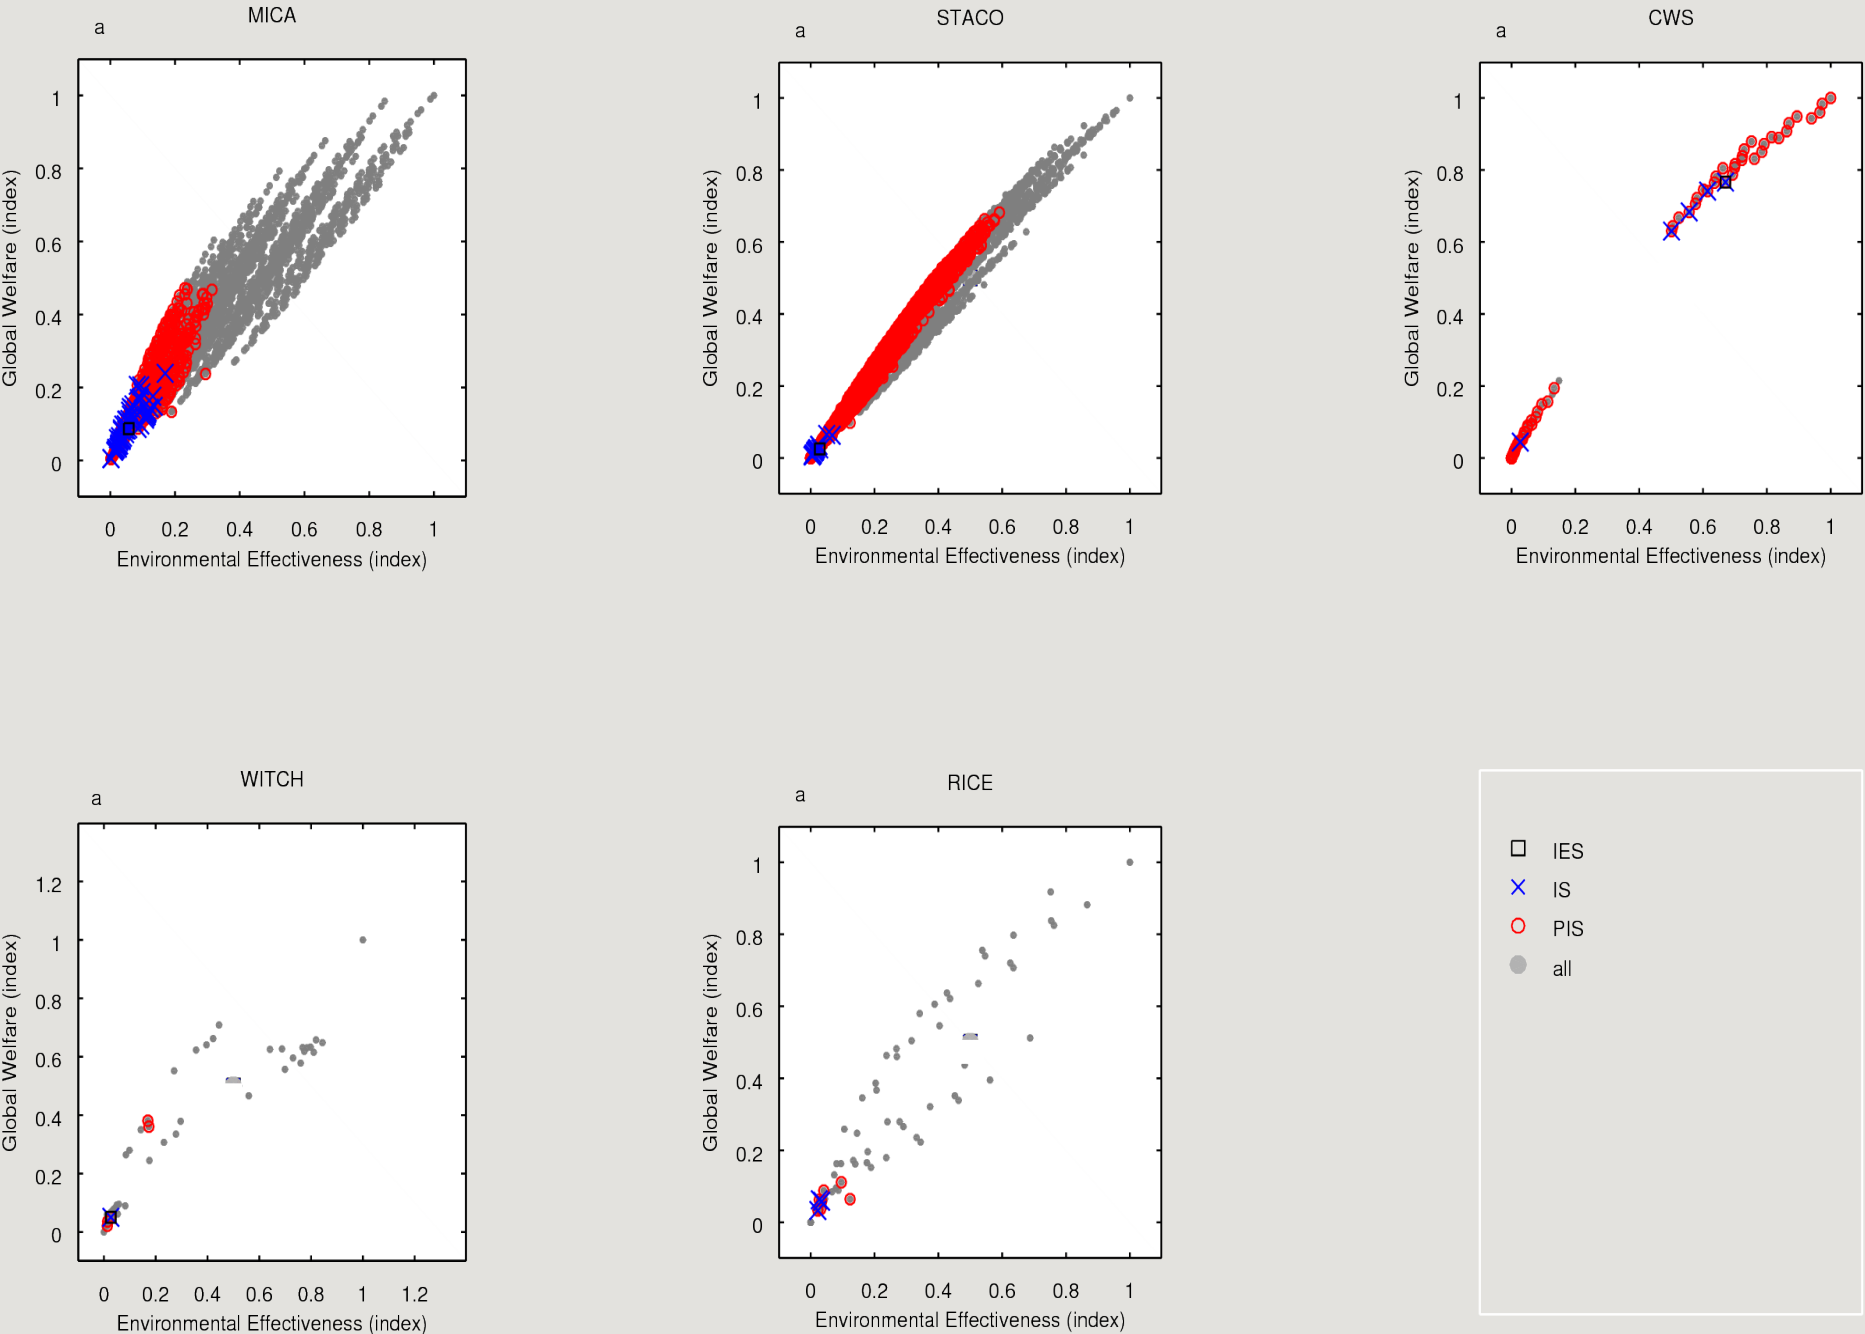 MICA
a
1
0.8
0.6
0.4
0.2
0
Global Welfare (index)
0 0.2 0.4 0.6 0.8 1
Environmental Effectiveness (index)
STACO
a
1
0.8
0.6
0.4
0.2
0
Global Welfare (index)
0 0.2 0.4 0.6 0.8 1
Environmental Effectiveness (index)
CWS
a
1
0.8
0.6
0.4
0.2
0
Global Welfare (index)
0 0.2 0.4 0.6 0.8 1
Environmental Effectiveness (index)
WITCH
a
1.2
1
0.8
0.6
0.4
0.2
0
Global Welfare (index)
0 0.2 0.4 0.6 0.8 1 1.2
Environmental Effectiveness (index)
RICE
a
1
0.8
0.6
0.4
0.2
0
Global Welfare (index)
0 0.2 0.4 0.6 0.8 1
Environmental Effectiveness (index)
IES
IS
PIS
all